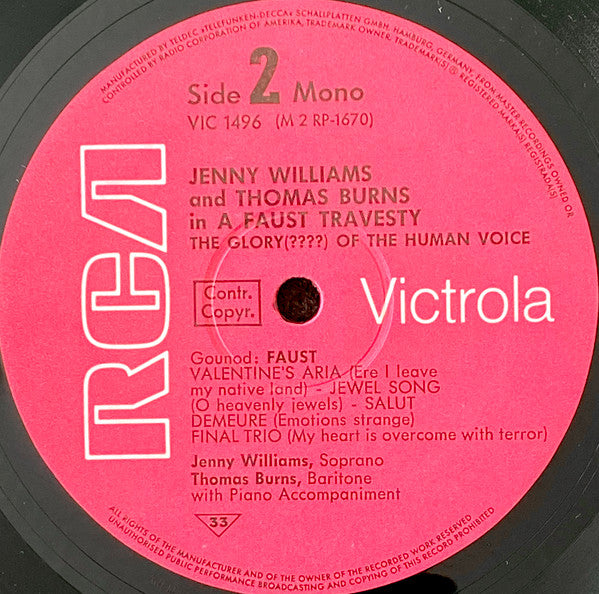 MANUFACTURED BY TELDEC »TELEFUNKEN-DECCA« SCHALLPLATTEN GMBH, HAMBURG, GERMANY, FROM MASTER RECORDINGS OWNED OR
CONTROLLED BY RADIO CORPORATION OF AMERICA, TRADEMARK OWNER, TRADEMARK(S) ® REGISTERED MARKA(S) REGISTRADA(S)
Side 2 Mono
VIC 1496 (M 2 RP-1670)
JENNY WILLIAMS
and THOMAS BURNS
in A FAUST TRAVESTY
THE GLORY(????) OF THE HUMAN VOICE
RCA
Contr.
Copyr.
Victrola
Gounod: FAUST
VALENTINE'S ARIA (Ere I leave
my native land) - JEWEL SONG
(O heavenly jewels) - SALUT
DEMEURE (Emotions strange)
FINAL TRIO (My heart is overcome with terror)
Jenny Williams, Soprano
Thomas Burns, Baritone
with Piano Accompaniment
33
ALL RIGHTS OF THE MANUFACTURER AND OF THE OWNER OF THE RECORDED WORK RESERVED
UNAUTHORISED PUBLIC PERFORMANCE BROADCASTING AND COPYING OF THIS RECORD PROHIBITED